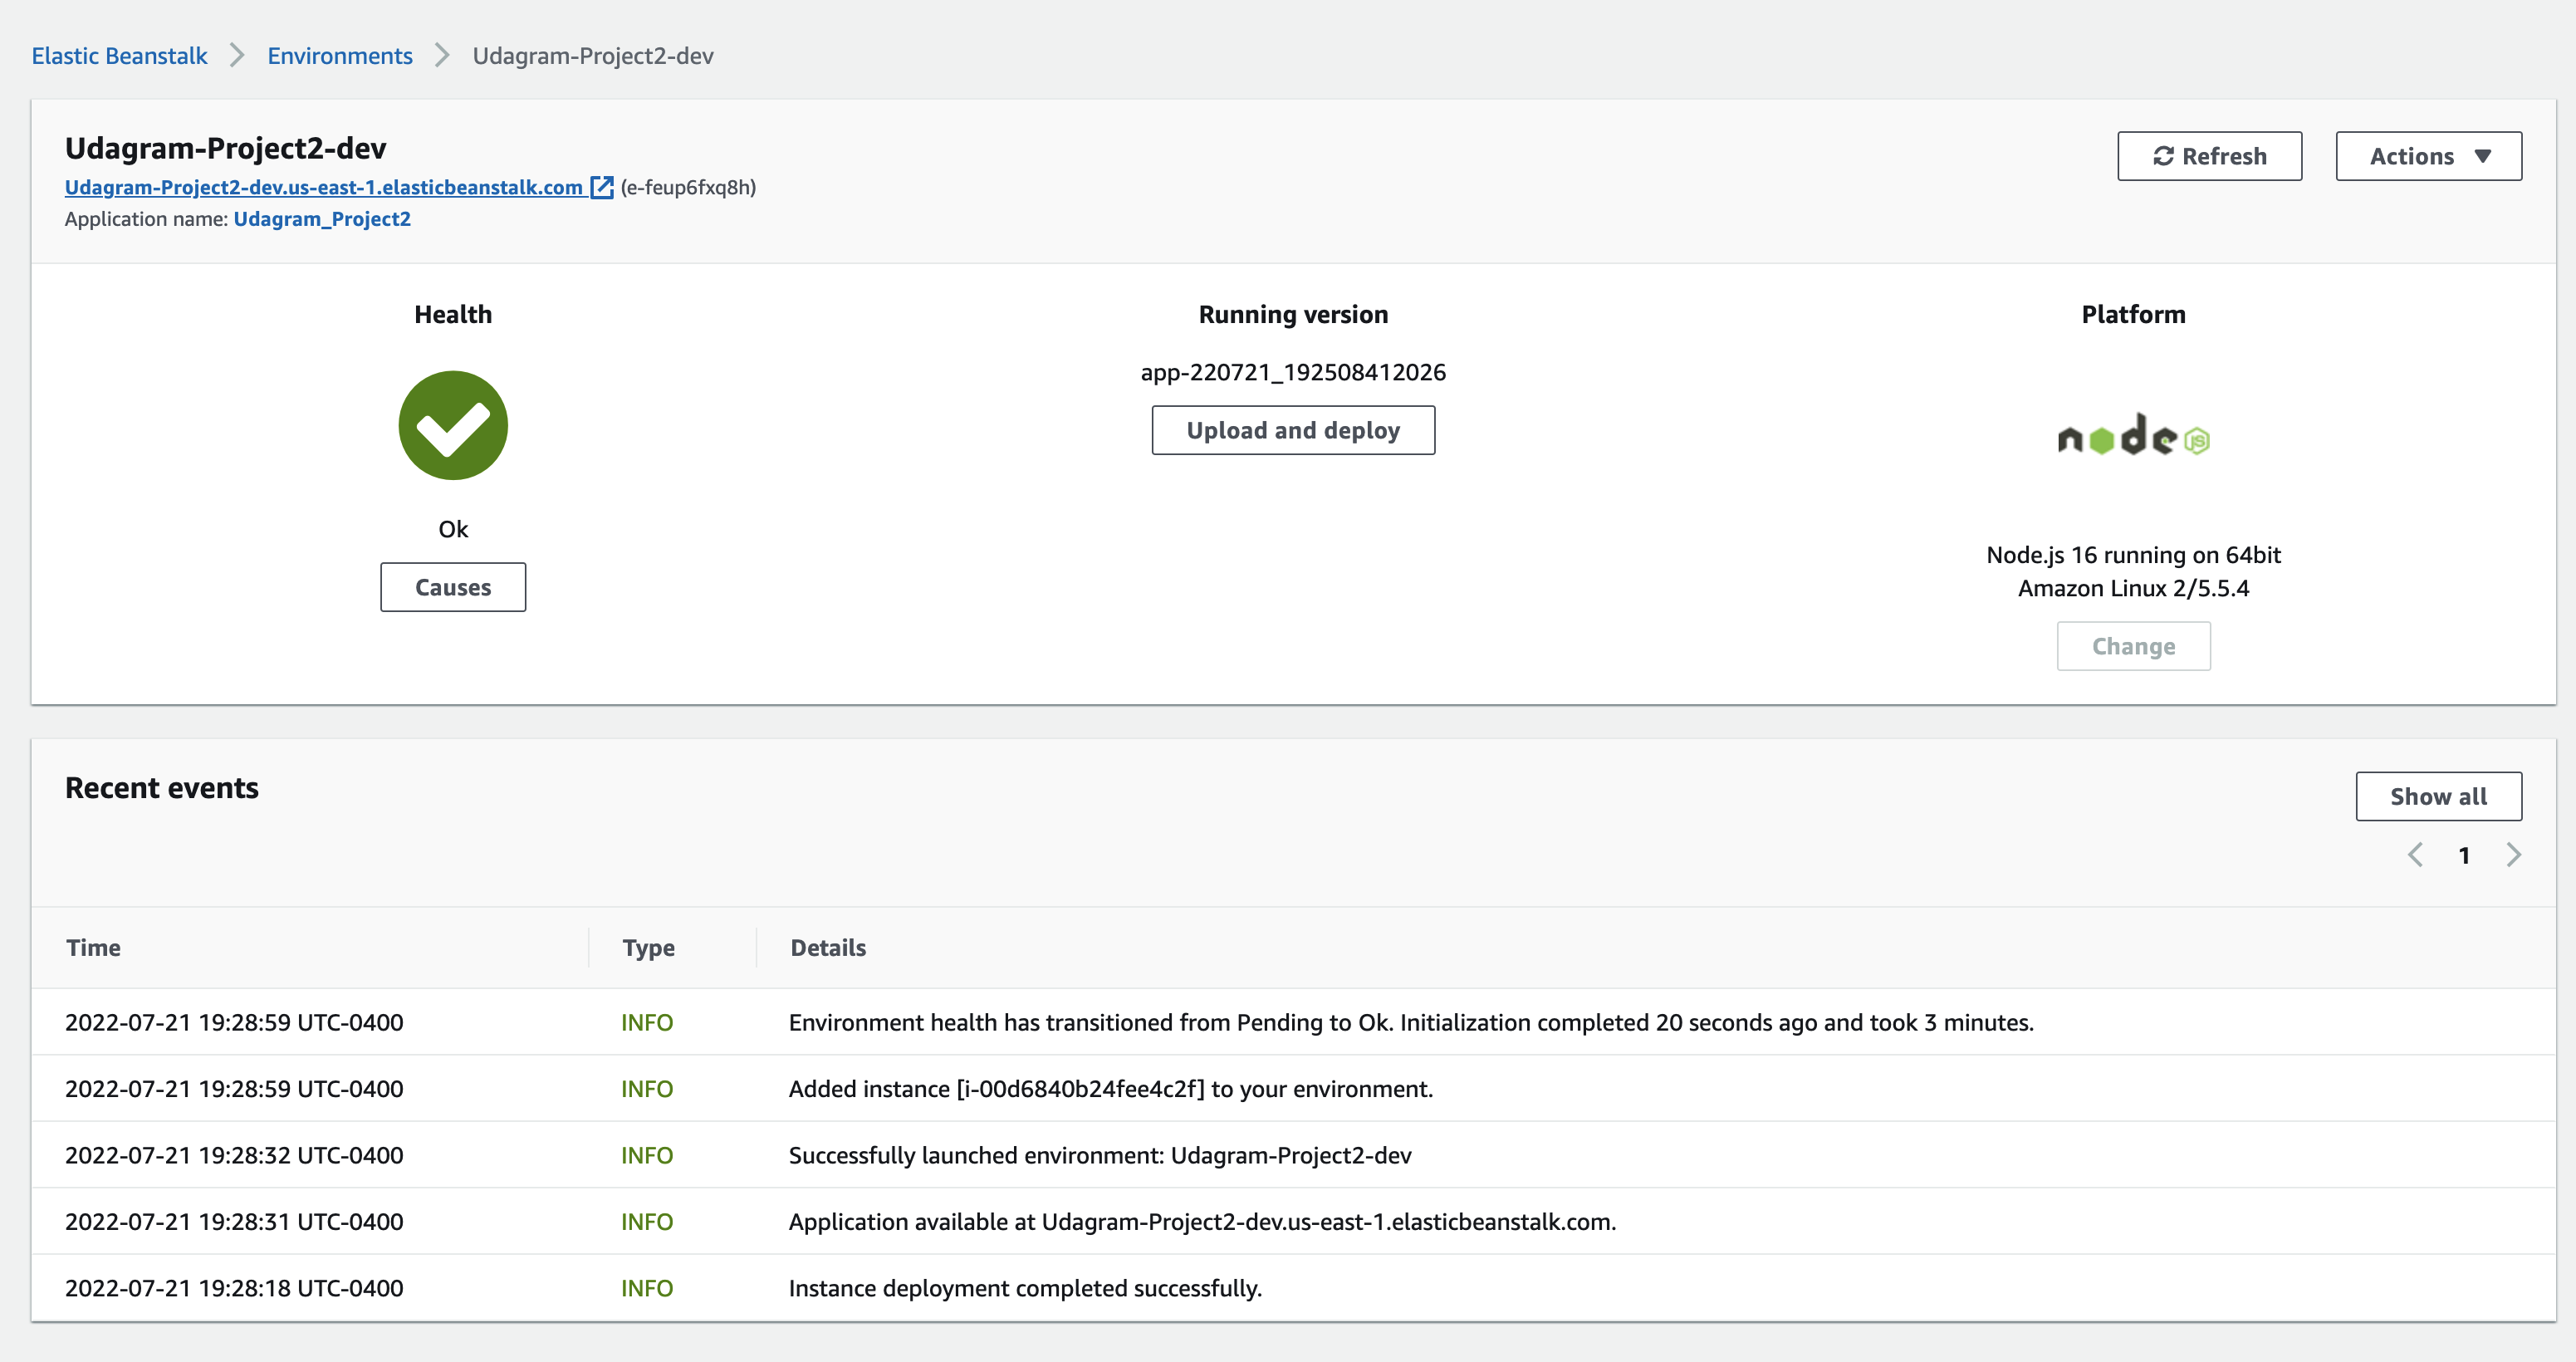 Elastic Beanstalk > Environments > Udagram-Project2-dev
Udagram-Project2-dev
Udagram-Project2-dev.us-east-1.elasticbeanstalk.com (e-feup6fxq8h)
Application name: Udagram_Project2
Refresh
Actions
Health
Ok
Causes
Running version
app-220721_192508412026
Upload and deploy
Platform
node JS
Node.js 16 running on 64bit
Amazon Linux 2/5.5.4
Change
Recent events
Show all
1
Time Type Details
2022-07-21 19:28:59 UTC-0400 INFO Environment health has transitioned from Pending to Ok. Initialization completed 20 seconds ago and took 3 minutes.
2022-07-21 19:28:59 UTC-0400 INFO Added instance [i-00d6840b24fee4c2f] to your environment.
2022-07-21 19:28:32 UTC-0400 INFO Successfully launched environment: Udagram-Project2-dev
2022-07-21 19:28:31 UTC-0400 INFO Application available at Udagram-Project2-dev.us-east-1.elasticbeanstalk.com.
2022-07-21 19:28:18 UTC-0400 INFO Instance deployment completed successfully.